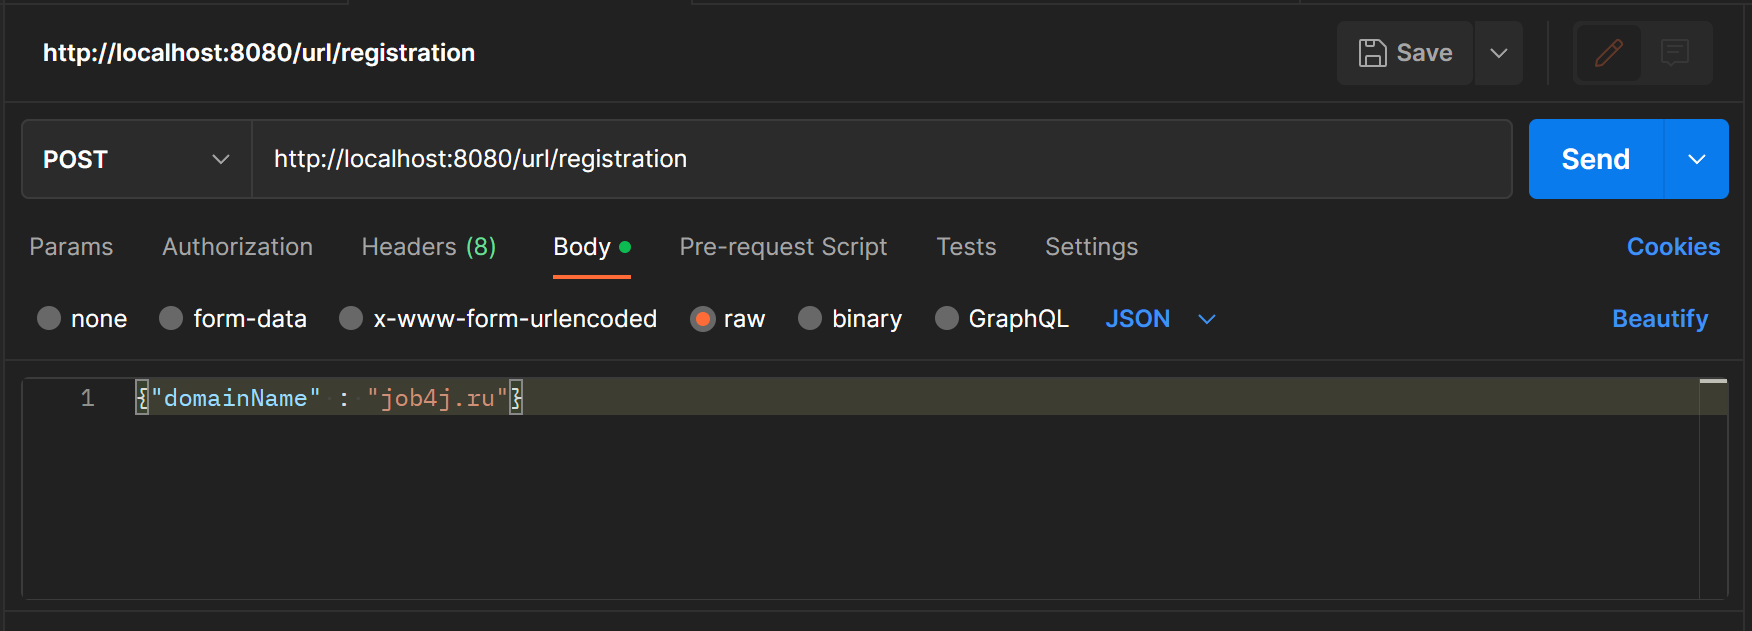 http://localhost:8080/url/registration Save
POST http://localhost:8080/url/registration Send
Params Authorization Headers (8) Body Pre-request Script Tests Settings Cookies
none form-data x-www-form-urlencoded raw binary GraphQL JSON Beautify
1 {"domainName" : "job4j.ru"}